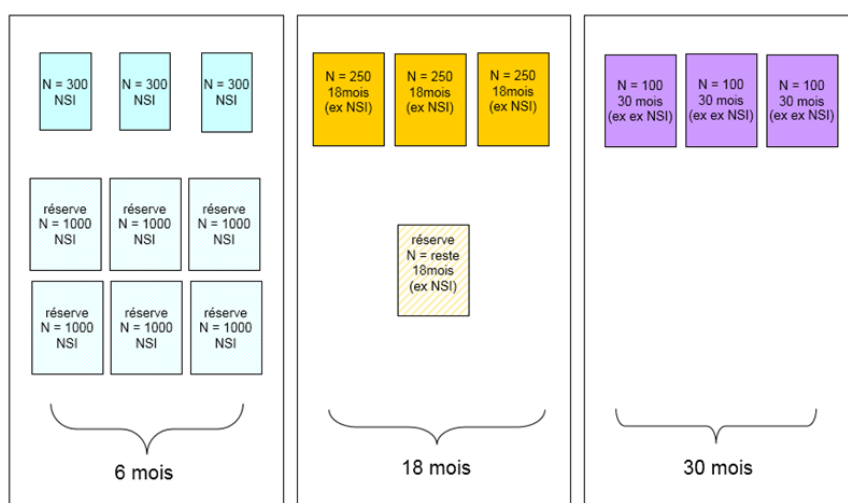 N = 300
NSI
N = 300
NSI
N = 300
NSI
réserve
N = 1000
NSI
réserve
N = 1000
NSI
réserve
N = 1000
NSI
réserve
N = 1000
NSI
réserve
N = 1000
NSI
réserve
N = 1000
NSI
6 mois
N = 250
18mois
(ex NSI)
N = 250
18mois
(ex NSI)
N = 250
18mois
(ex NSI)
réserve
N = reste
18mois
(ex NSI)
18 mois
N = 100
30 mois
(ex ex NSI)
N = 100
30 mois
(ex ex NSI)
N = 100
30 mois
(ex ex NSI)
30 mois